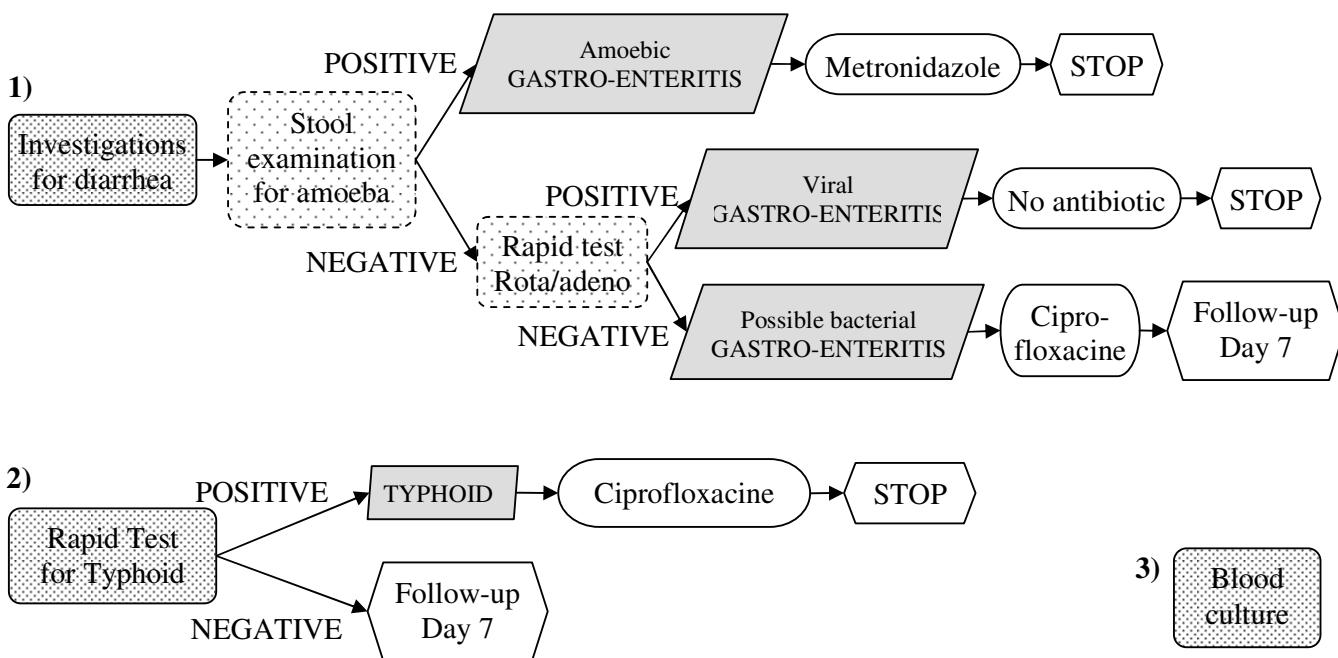 1)
Investigations
for diarrhea
Stool
examination
for amoeba
POSITIVE
Amoebic
GASTRO-ENTERITIS
Metronidazole
STOP
NEGATIVE
Rapid test
Rota/adeno
POSITIVE
Viral
GASTRO-ENTERITIS
No antibiotic
STOP
NEGATIVE
Possible bacterial
GASTRO-ENTERITIS
Cipro-
floxacine
Follow-up
Day 7
2)
Rapid Test
for Typhoid
POSITIVE
TYPHOID
Ciprofloxacine
STOP
NEGATIVE
Follow-up
Day 7
3)
Blood
culture